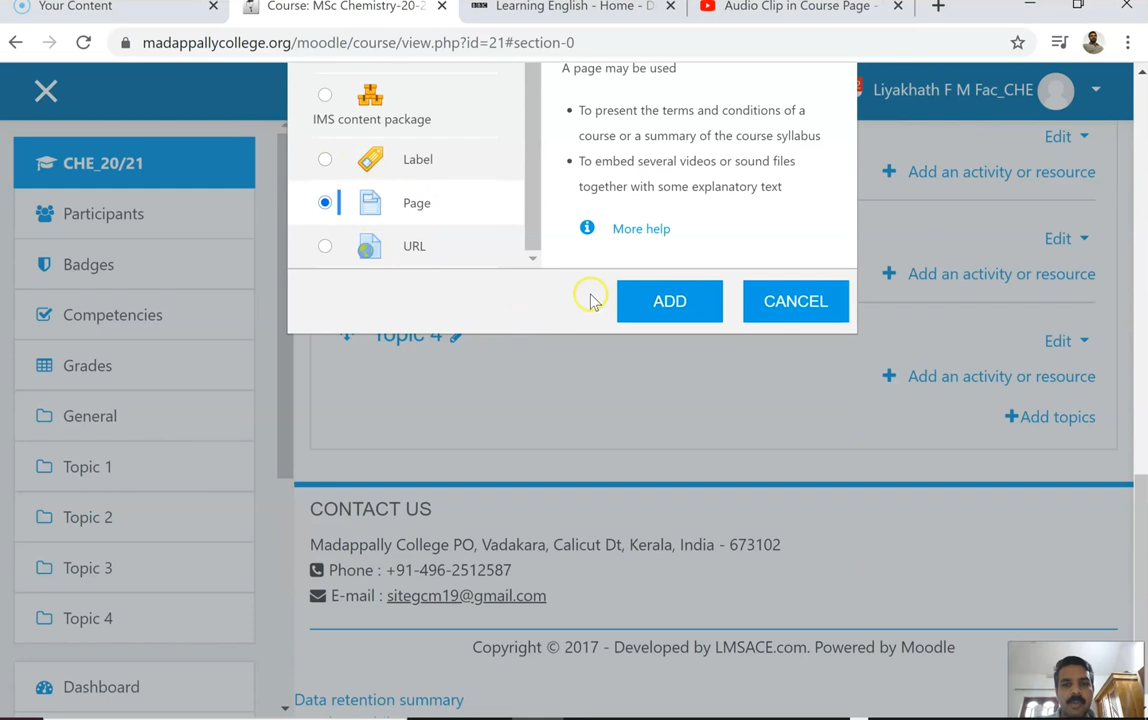 Your Content
Course: MSc Chemistry-20-2
BBC Learning English - Home - D
Audio Clip in Course Page -
madappallycollege.org/moodle/course/view.php?id=21#section-0
Liyakhath F M Fac_CHE
CHE_20/21
Participants
Badges
Competencies
Grades
General
Topic 1
Topic 2
Topic 3
Topic 4
Dashboard
IMS content package
Label
Page
URL
A page may be used
To present the terms and conditions of a
course or a summary of the course syllabus
To embed several videos or sound files
together with some explanatory text
More help
ADD
CANCEL
Edit
Add an activity or resource
Edit
Add an activity or resource
Topic 4
Edit
Add an activity or resource
Add topics
CONTACT US
Madappally College PO, Vadakara, Calicut Dt, Kerala, India - 673102
Phone : +91-496-2512587
E-mail : sitegcm19@gmail.com
Copyright © 2017 - Developed by LMSACE.com. Powered by Moodle
Data retention summary